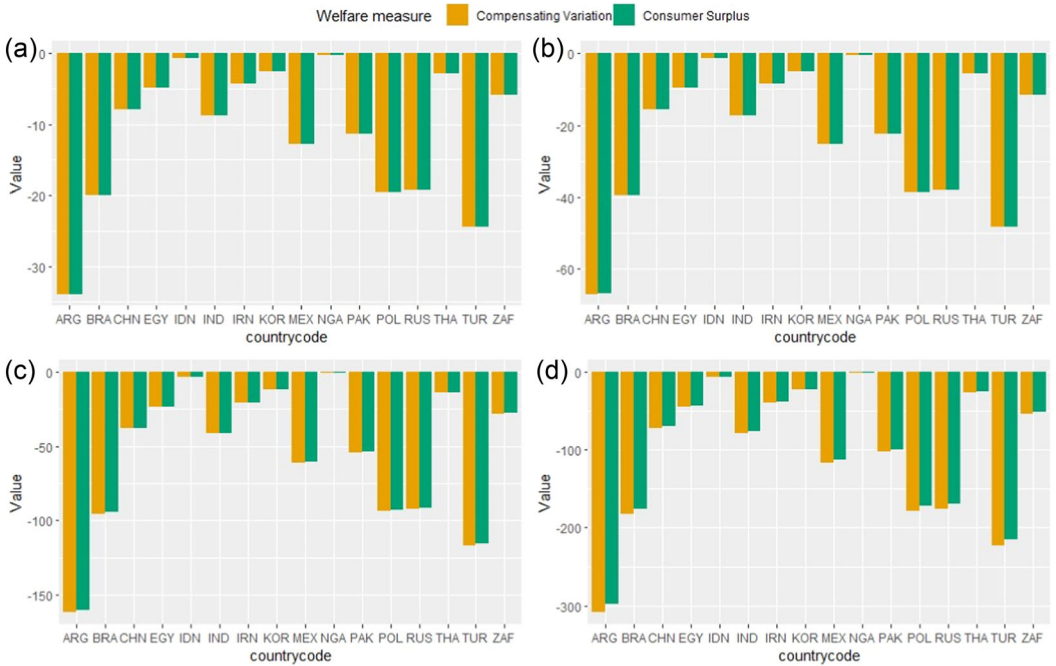 Welfare measure Compensating Variation Consumer Surplus
(a)
0
-10
-20
-30
Value
ARG BRA CHN EGY IDN IND IRN KOR MEX NGA PAK POL RUS THA TUR ZAF
countrycode
(b)
0
-20
-40
-60
Value
ARG BRA CHN EGY IDN IND IRN KOR MEX NGA PAK POL RUS THA TUR ZAF
countrycode
(c)
0
-50
-100
-150
Value
ARG BRA CHN EGY IDN IND IRN KOR MEX NGA PAK POL RUS THA TUR ZAF
countrycode
(d)
0
-100
-200
-300
Value
ARG BRA CHN EGY IDN IND IRN KOR MEX NGA PAK POL RUS THA TUR ZAF
countrycode